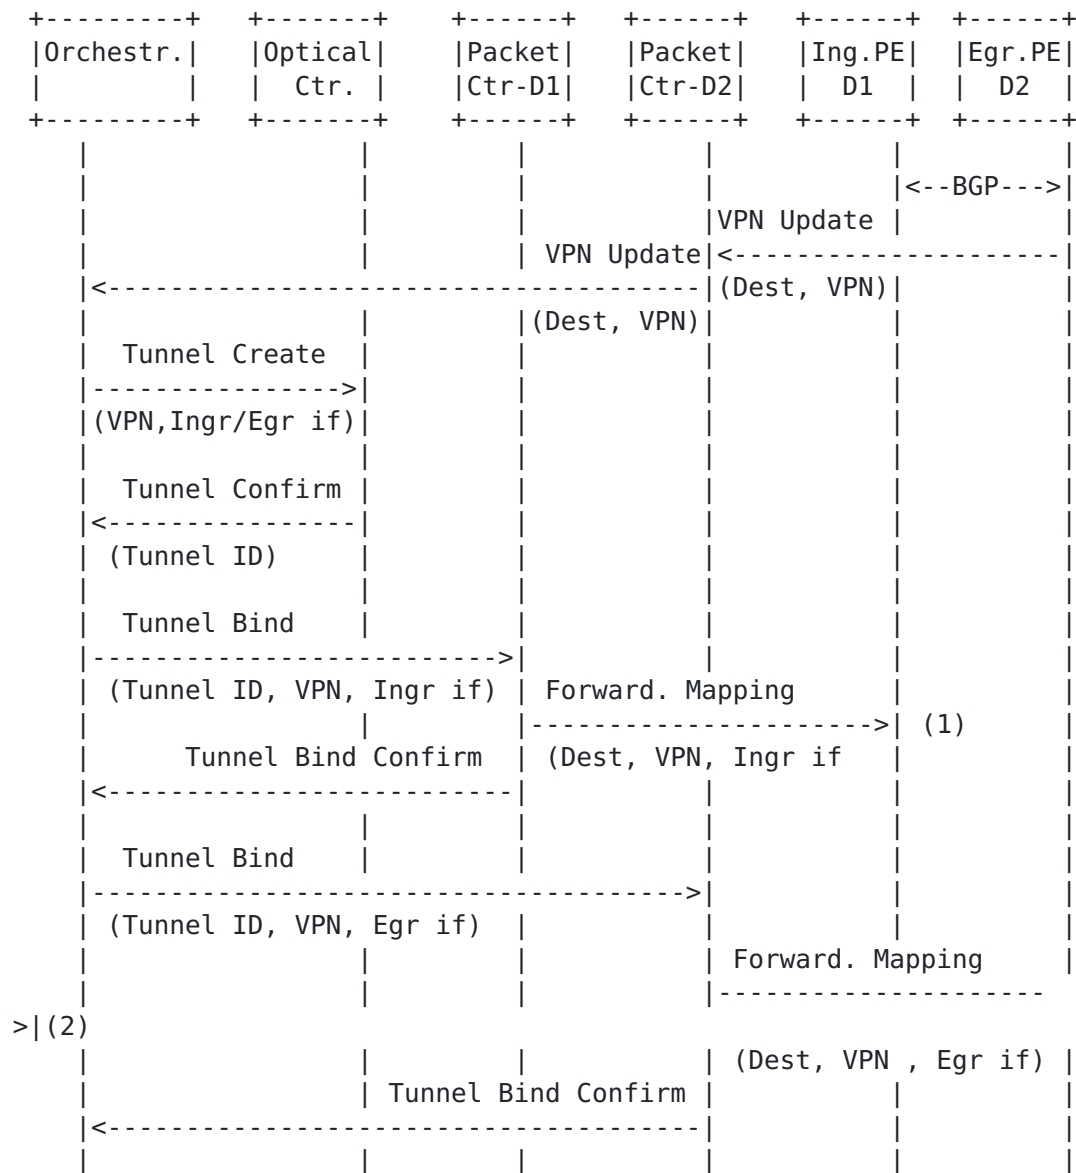 +---------+   +-------+    +------+   +------+   +------+  +------+
|Orchestr.|   |Optical|    |Packet|   |Packet|   |Ing.PE|  |Egr.PE|
|         |   |  Ctr. |    |Ctr-D1|   |Ctr-D2|   |  D1  |  |  D2  |
+---------+   +-------+    +------+   +------+   +------+  +------+
   |                 |         |           |           |          |
   |                 |         |           |           |<--BGP--->|
   |                 |         |           |VPN Update |          |
   |                 |         | VPN Update|<---------------------|
   |<--------------------------------------|(Dest, VPN)|          |
   |                 |         |(Dest, VPN)|           |          |
   |  Tunnel Create  |         |           |           |          |
   |---------------->|         |           |           |          |
   |(VPN,Ingr/Egr if)|         |           |           |          |
   |                 |         |           |           |          |
   |  Tunnel Confirm |         |           |           |          |
   |<----------------|         |           |           |          |
   | (Tunnel ID)     |         |           |           |          |
   |                 |         |           |           |          |
   |  Tunnel Bind    |         |           |           |          |
   |-------------------------->|           |           |          |
   | (Tunnel ID, VPN, Ingr if) | Forward. Mapping      |          |
   |                 |         |---------------------->| (1)      |
   |      Tunnel Bind Confirm  | (Dest, VPN, Ingr if   |          |
   |<--------------------------|           |           |          |
   |                 |         |           |           |          |
   |  Tunnel Bind    |         |           |           |          |
   |-------------------------------------->|           |          |
   | (Tunnel ID, VPN, Egr if)  |           |           |          |
   |                 |         |           | Forward. Mapping     |
   |                 |         |           |---------------------
>|(2)
   |                 |         |           | (Dest, VPN , Egr if) |
   |                 | Tunnel Bind Confirm |           |          |
   |<--------------------------------------|           |          |
   |                 |         |           |           |          |